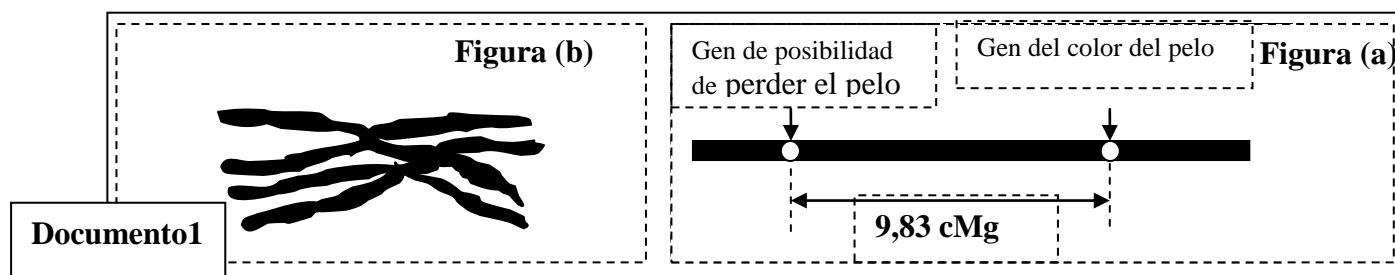 Figura (b)
Gen de posibilidad
de perder el pelo
Gen del color del pelo
Figura (a)
9,83 cMg
Documento1